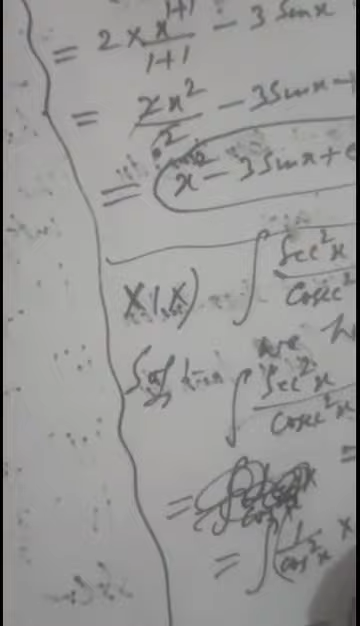 = 2 × x^{1+1}/1+1 - 3 sin x
= 2x²/2 - 3 sin x +
= x² - 3 sin x + c
X(X) ∫ sec²x/cosec²x
we h
∫ sec²x/cosec²x
=
=
= ∫ (1/cos²x ×